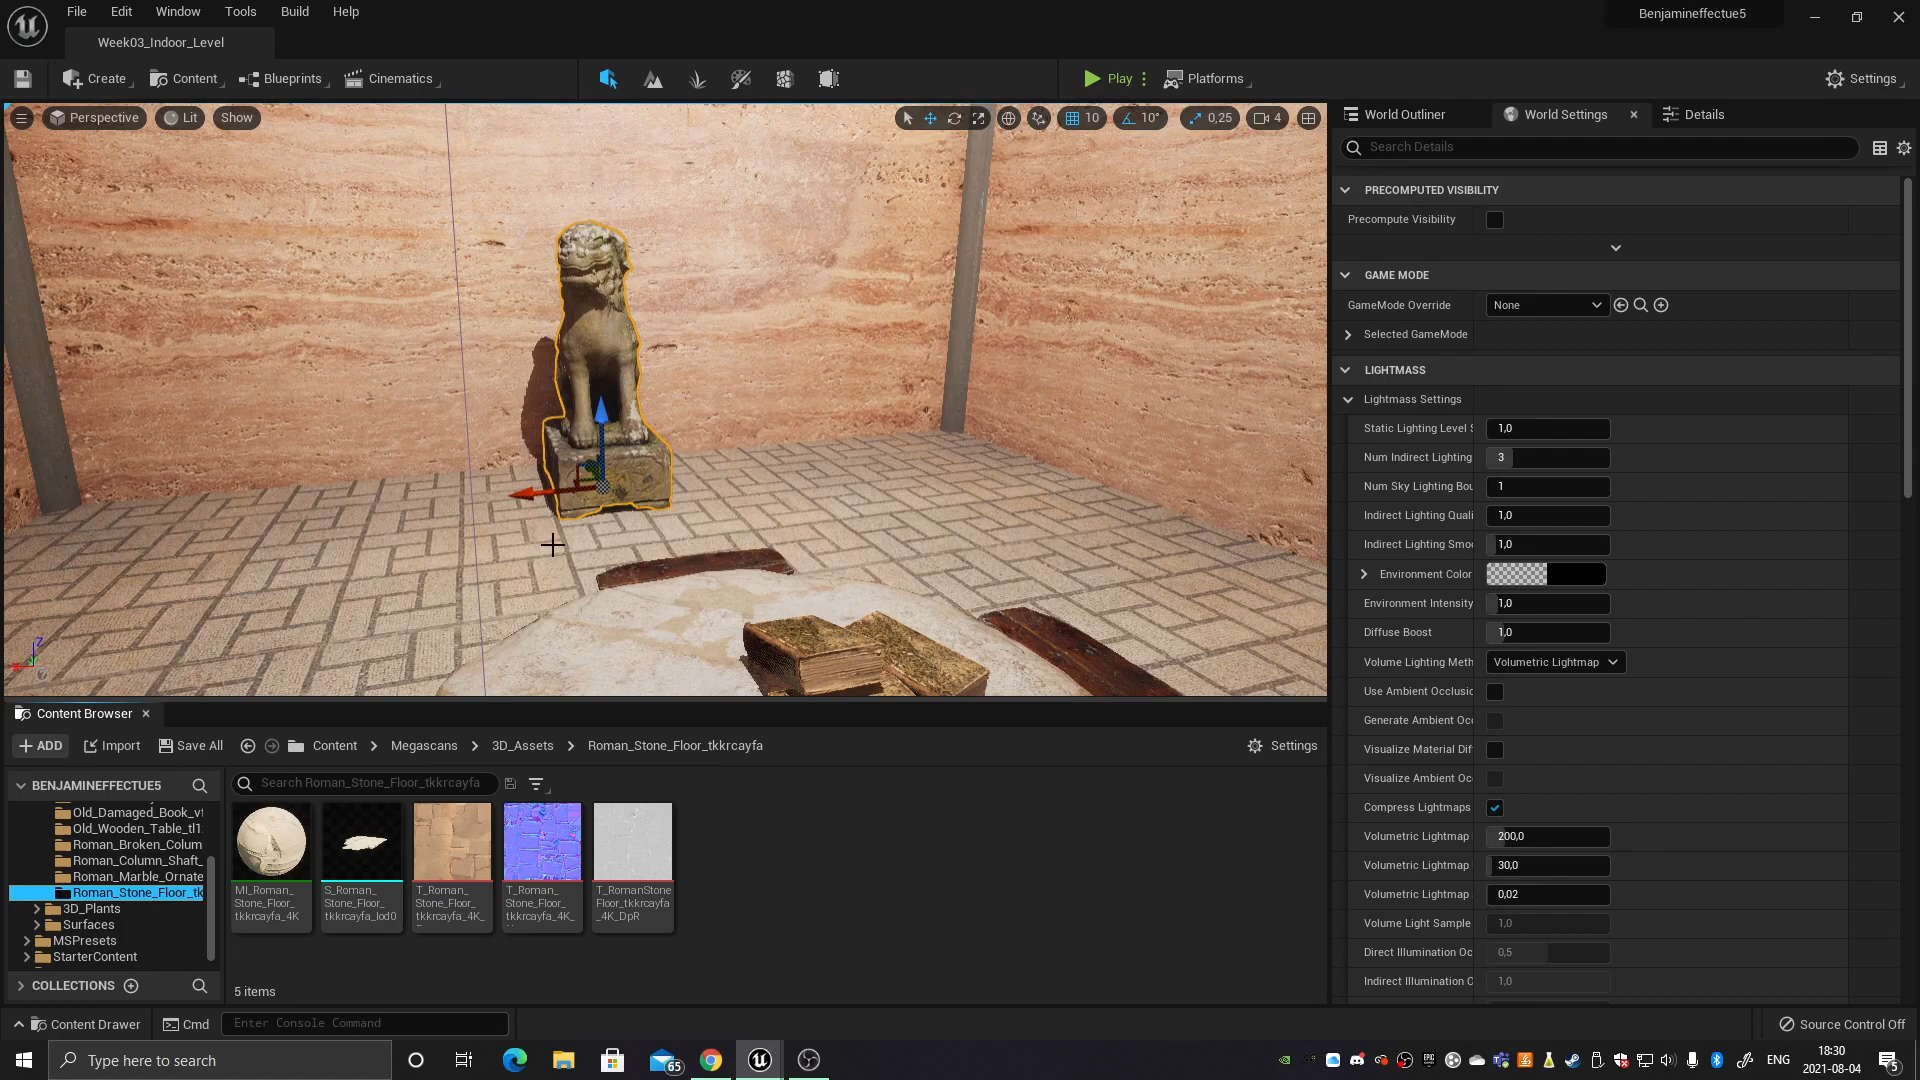 File Edit Window Tools Build Help
Benjamineffectue5
Week03_Indoor_Level
Create Content Blueprints Cinematics Play Platforms Settings
Perspective Lit Show 10 10° 0,25 4
World Outliner World Settings Details
Search Details
PRECOMPUTED VISIBILITY
Precompute Visibility
GAME MODE
GameMode Override None
Selected GameMode
LIGHTMASS
Lightmass Settings
Static Lighting Level S 1,0
Num Indirect Lighting 3
Num Sky Lighting Bou 1
Indirect Lighting Quali 1,0
Indirect Lighting Smo 1,0
Environment Color
Environment Intensity 1,0
Diffuse Boost 1,0
Volume Lighting Meth Volumetric Lightmap
Use Ambient Occlusic
Generate Ambient Occ
Visualize Material Dif
Visualize Ambient Oc
Compress Lightmaps
Volumetric Lightmap 200,0
Volumetric Lightmap 30,0
Volumetric Lightmap 0,02
Volume Light Sample 1,0
Direct Illumination Oc 0,5
Indirect Illumination O 1,0
Z
X
Content Browser
ADD Import Save All Content Megascans 3D_Assets Roman_Stone_Floor_tkkrcayfa Settings
BENJAMINEFFECTUE5
Search Roman_Stone_Floor_tkkrcayfa
Old_Damaged_Book_vf
Old_Wooden_Table_tl1
Roman_Broken_Colum
Roman_Column_Shaft_
Roman_Marble_Ornate
Roman_Stone_Floor_tk
3D_Plants
Surfaces
MSPresets
StarterContent
COLLECTIONS
MI_Roman_
Stone_Floor_
tkkrcayfa_4K
S_Roman_
Stone_Floor_
tkkrcayfa_lod0
T_Roman_
Stone_Floor_
tkkrcayfa_4K_
T_Roman_
Stone_Floor_
tkkrcayfa_4K_
T_RomanStone
Floor_tkkrcayfa
_4K_DpR
5 items
Content Drawer Cmd Enter Console Command Source Control Off
Type here to search
65
ENG
18:30
2021-08-04
5